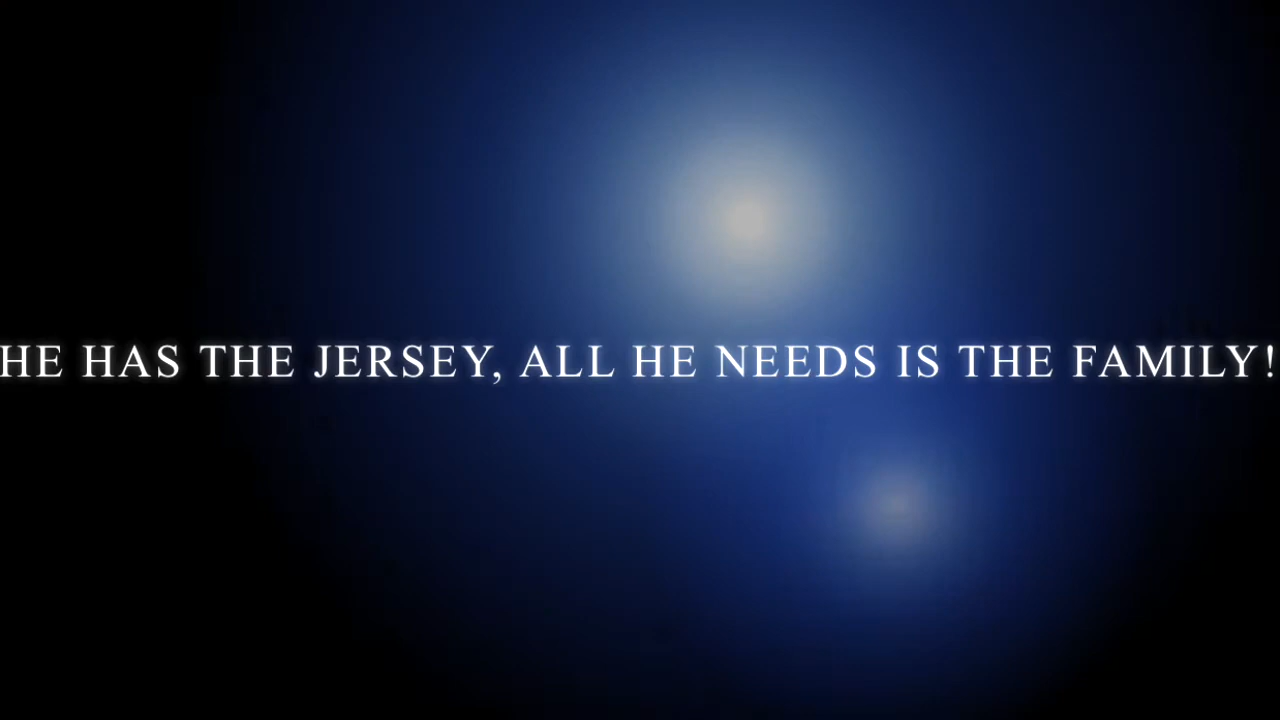 HE HAS THE JERSEY, ALL HE NEEDS IS THE FAMILY!